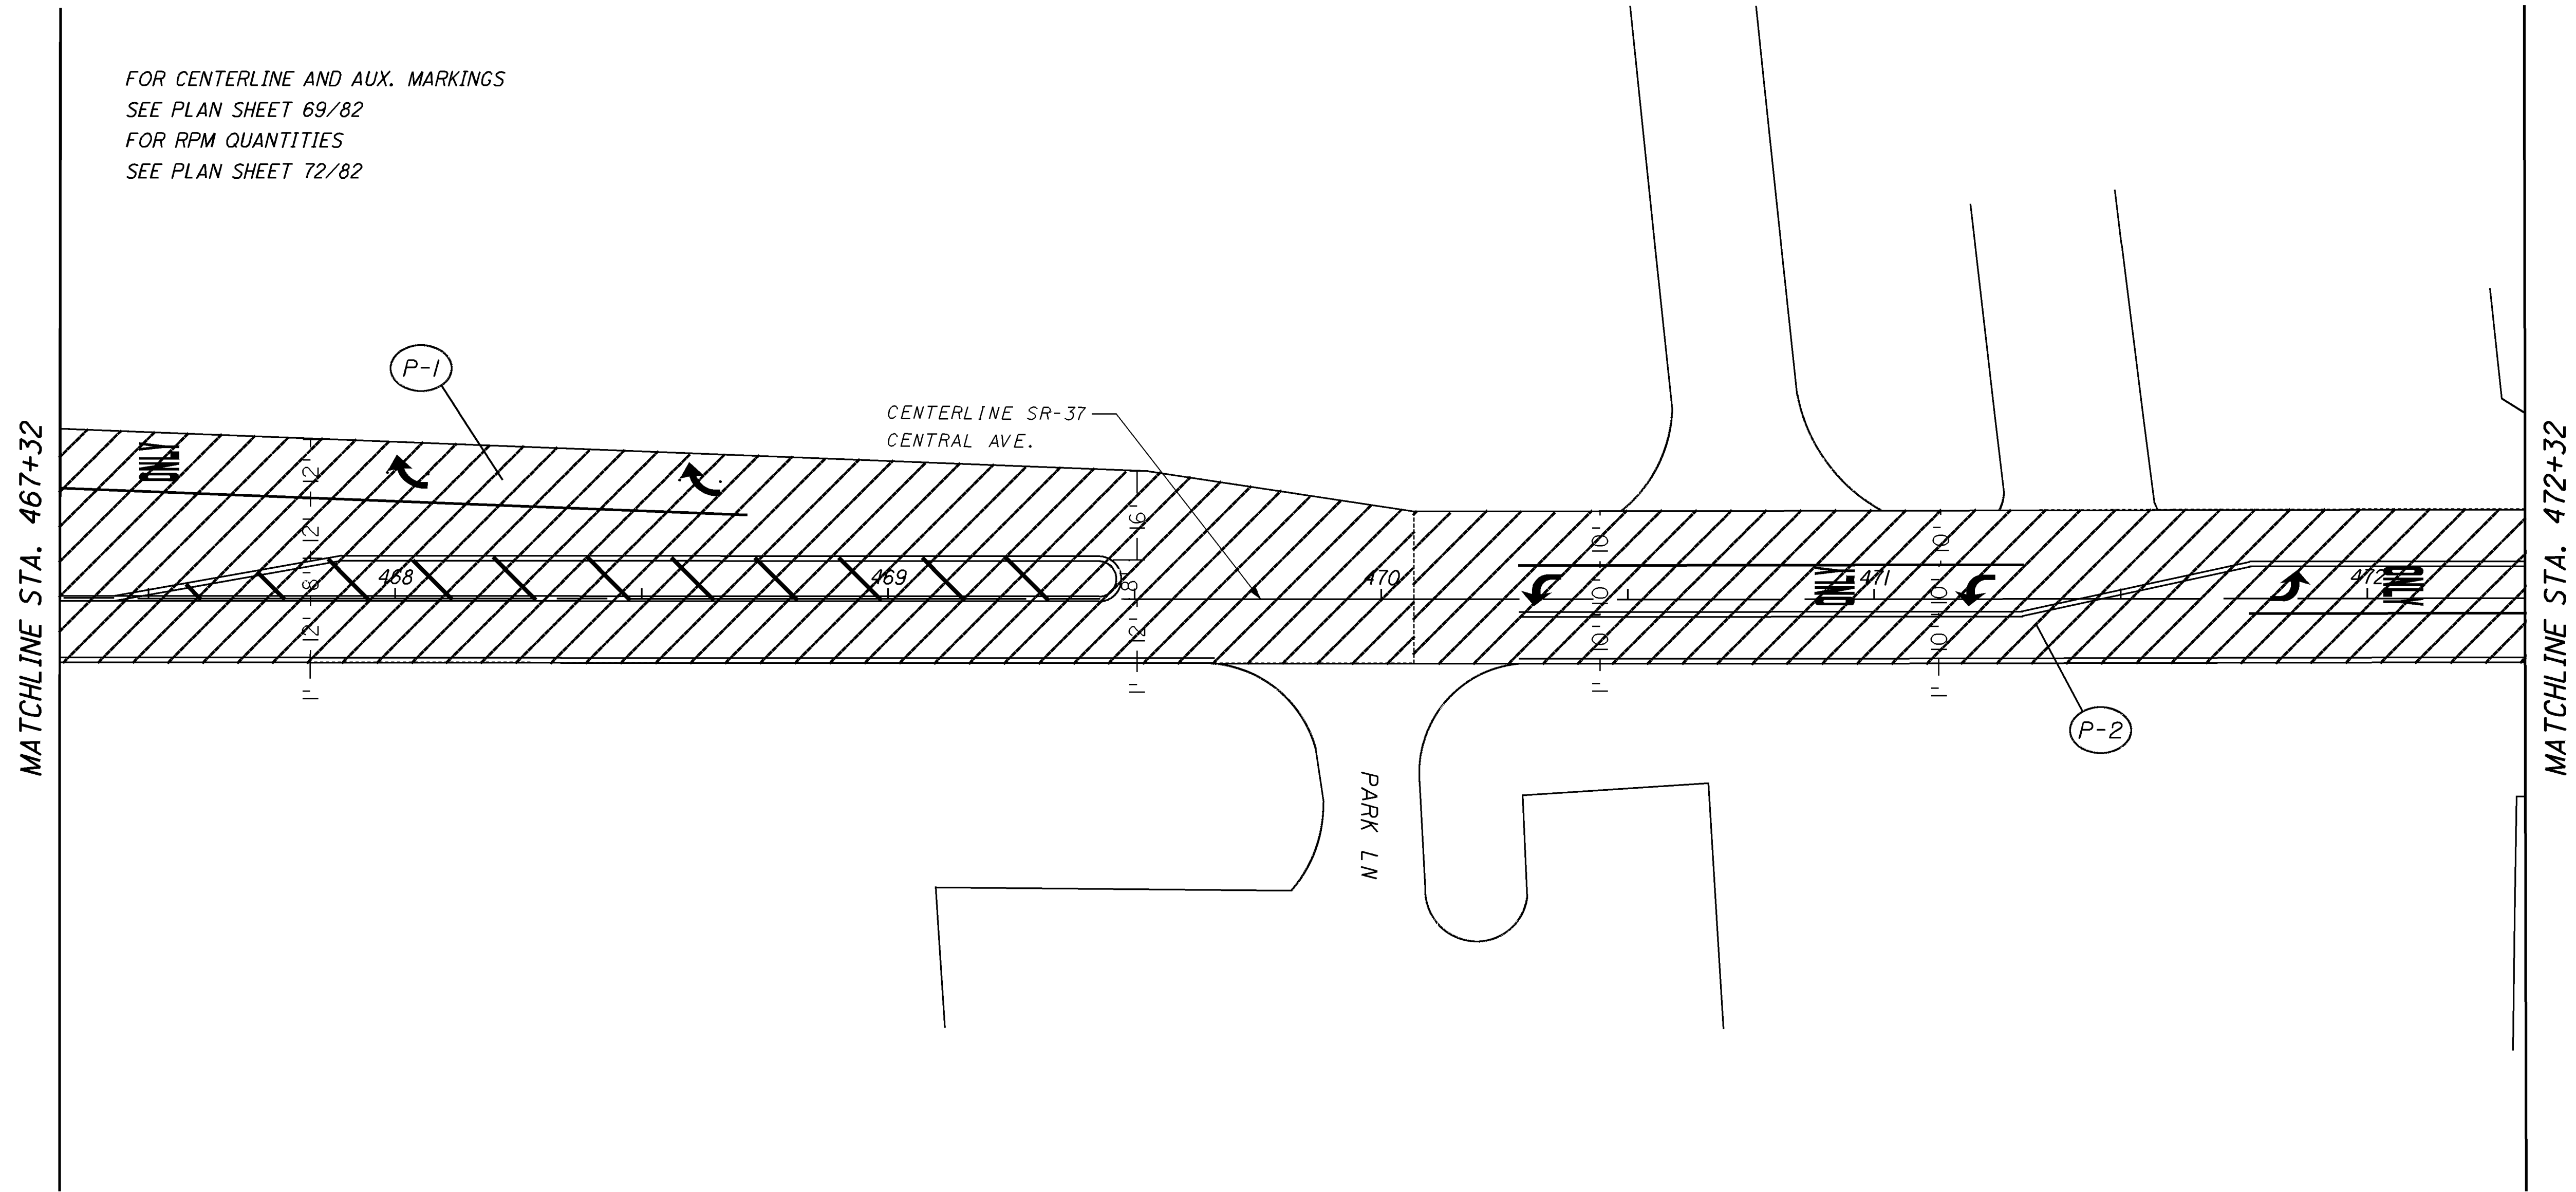 FOR CENTERLINE AND AUX. MARKINGS
SEE PLAN SHEET 69/82
FOR RPM QUANTITIES
SEE PLAN SHEET 72/82
MATCHLINE STA. 467+32
P-1
CENTERLINE SR-37
CENTRAL AVE.
ONLY
1'
12'
12'
8'
12'
1'
468
469
16'
8'
12'
1'
470
10'
10'
10'
1'
ONLY
471
10'
10'
10'
1'
472
ONLY
P-2
PARK LN
MATCHLINE STA. 472+32